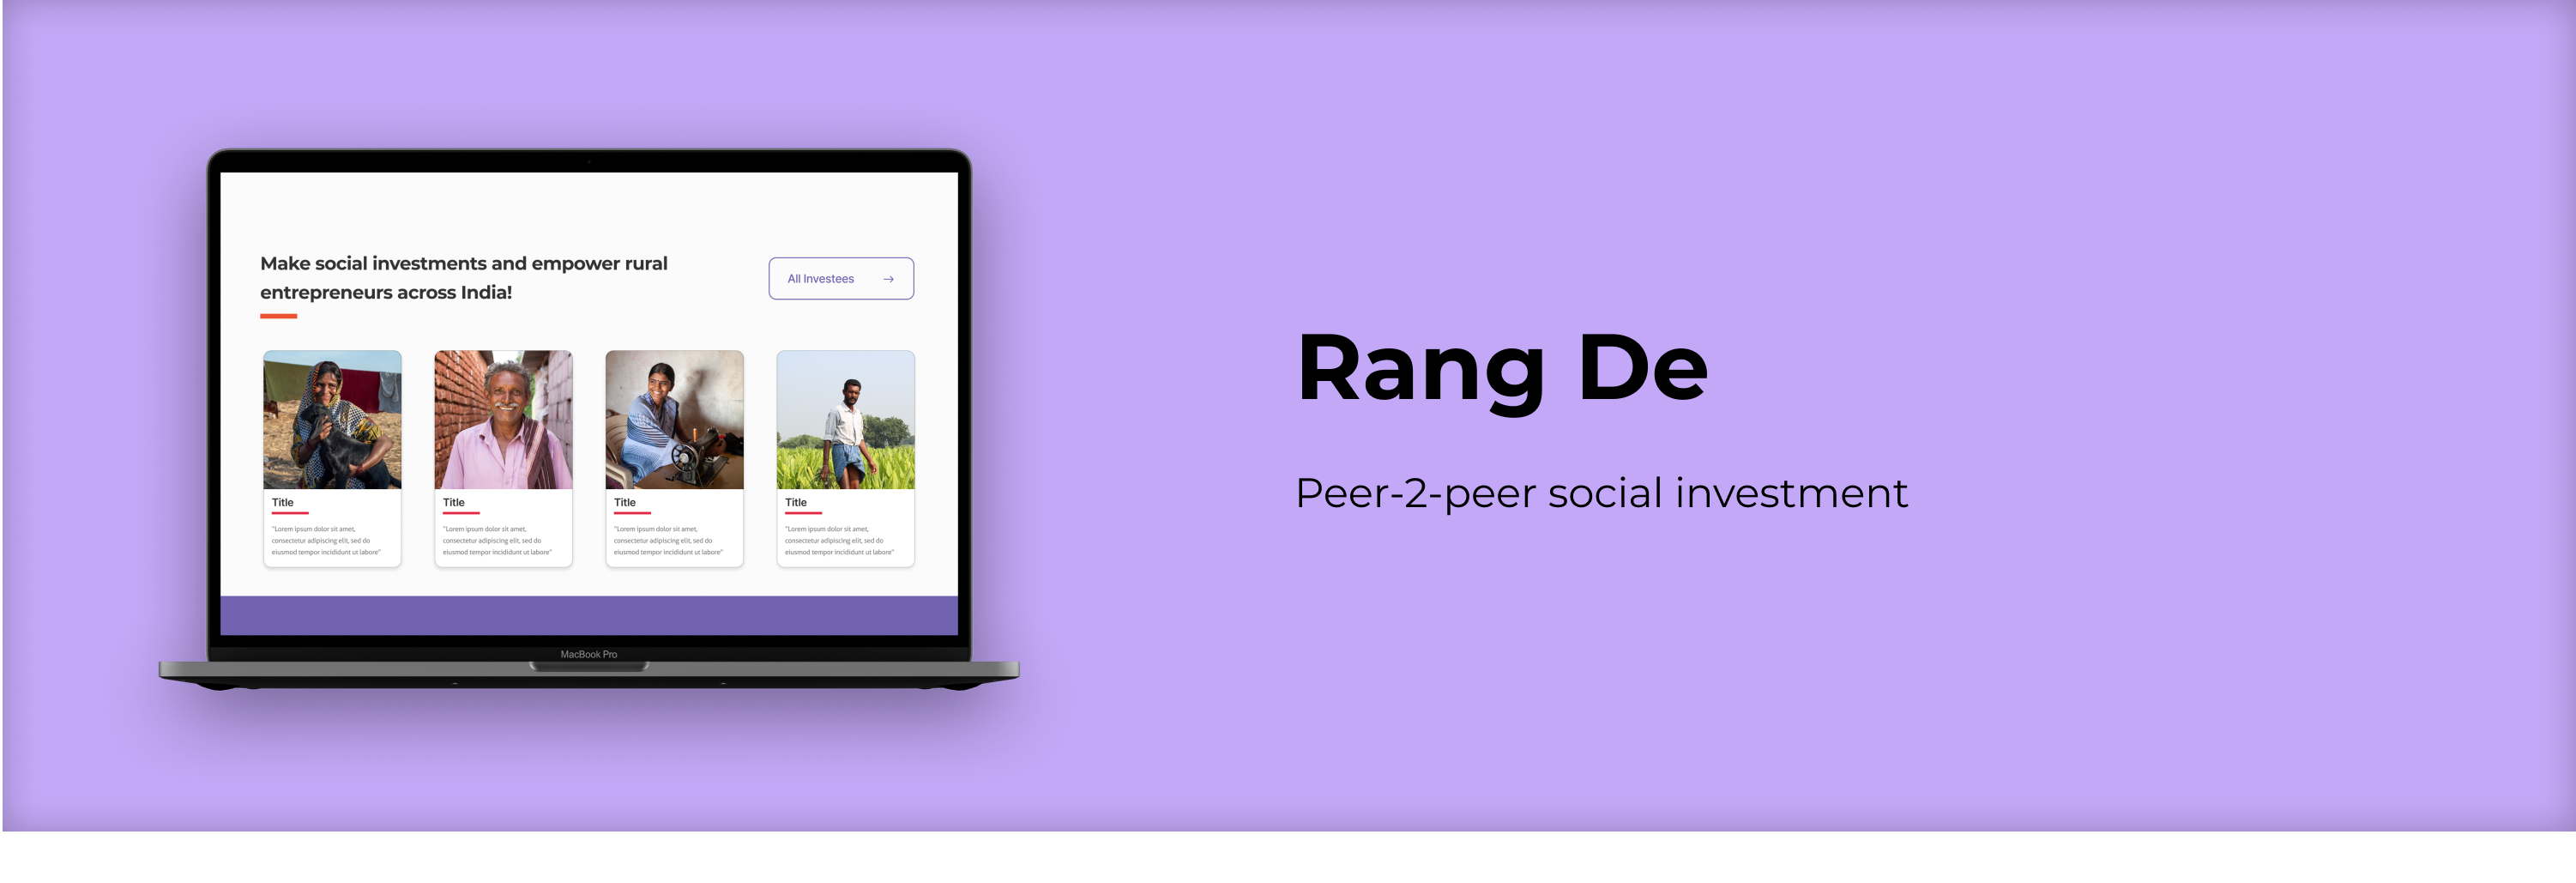 Make social investments and empower rural
entrepreneurs across India!
All Investees
Title
"Lorem ipsum dolor sit amet,
consectetur adipiscing elit, sed do
eiusmod tempor incididunt ut labore"
Title
"Lorem ipsum dolor sit amet,
consectetur adipiscing elit, sed do
eiusmod tempor incididunt ut labore"
Title
"Lorem ipsum dolor sit amet,
consectetur adipiscing elit, sed do
eiusmod tempor incididunt ut labore"
Title
"Lorem ipsum dolor sit amet,
consectetur adipiscing elit, sed do
eiusmod tempor incididunt ut labore"
MacBook Pro
Rang De
Peer-2-peer social investment